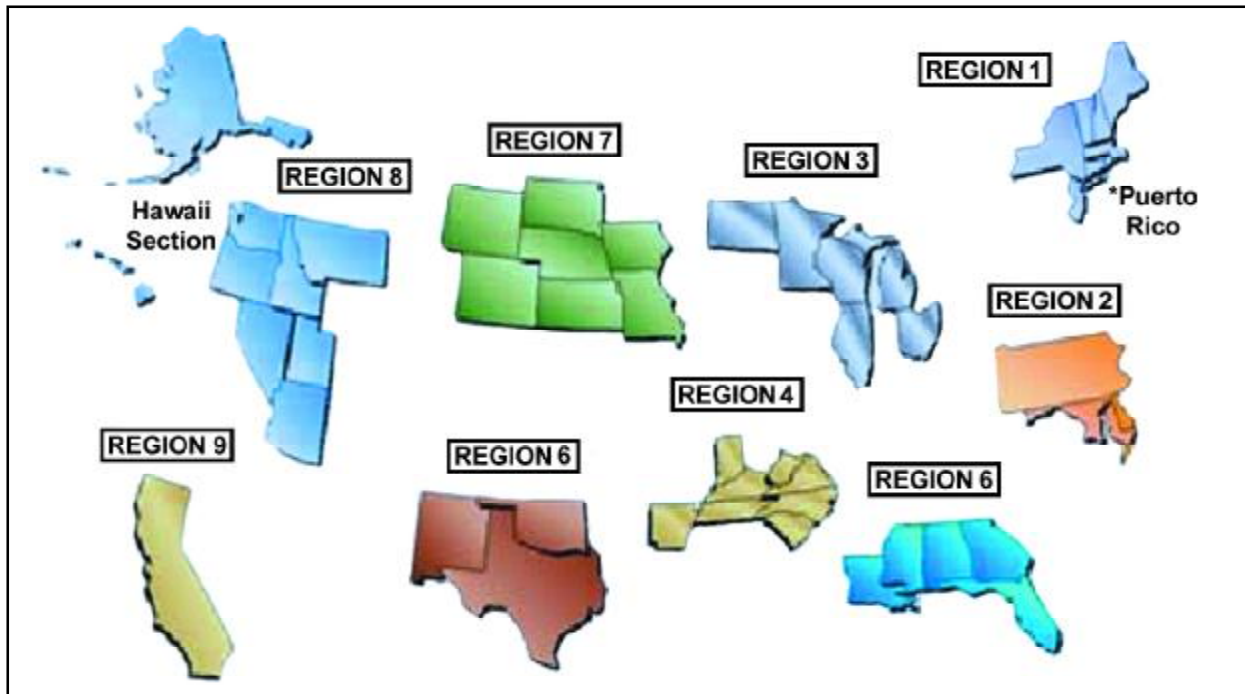 REGION 1
REGION 7
REGION 3
REGION 8
Hawaii
Section
*Puerto
Rico
REGION 2
REGION 4
REGION 9
REGION 6
REGION 6